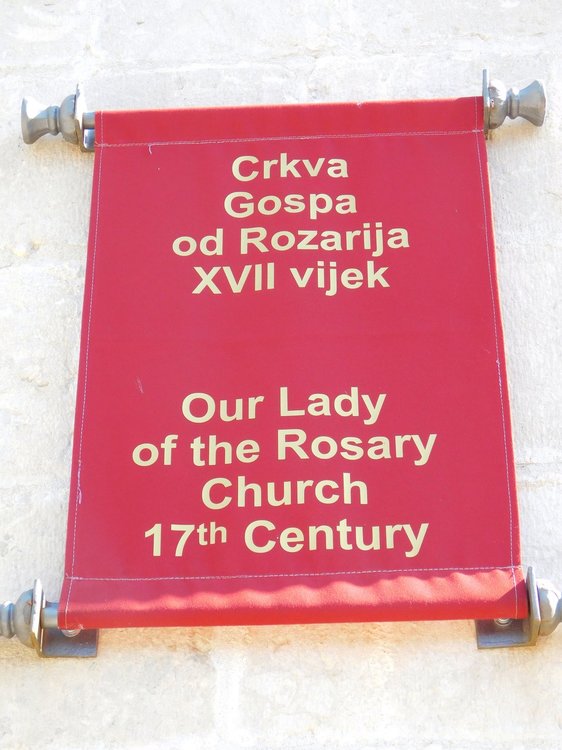 Crkva
Gospa
od Rozarija
XVII vijek
Our Lady
of the Rosary
Church
17th Century